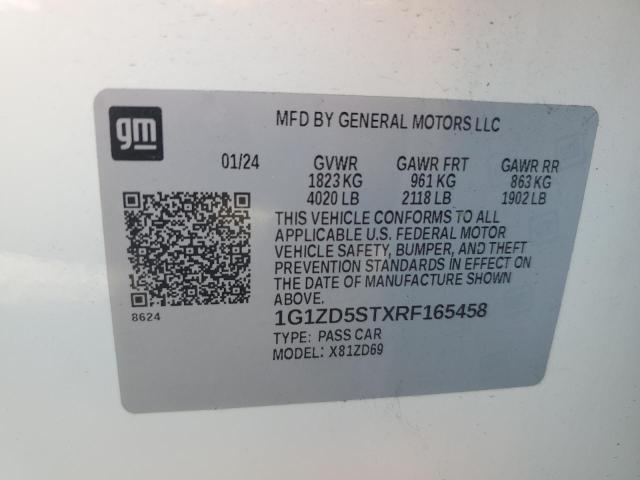 gm
MFD BY GENERAL MOTORS LLC
01/24 GVWR GAWR FRT GAWR RR
1823 KG 961 KG 863 KG
4020 LB 2118 LB 1902 LB
THIS VEHICLE CONFORMS TO ALL
APPLICABLE U.S. FEDERAL MOTOR
VEHICLE SAFETY, BUMPER, AND THEFT
PREVENTION STANDARDS IN EFFECT ON
THE DATE OF MANUFACTURE SHOWN
ABOVE.
8624
1G1ZD5STXRF165458
TYPE: PASS CAR
MODEL: X81ZD69